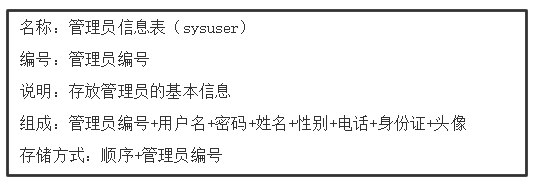 名称：管理员信息表（sysuser）
编号：管理员编号
说明：存放管理员的基本信息
组成：管理员编号+用户名+密码+姓名+性别+电话+身份证+头像
存储方式：顺序+管理员编号